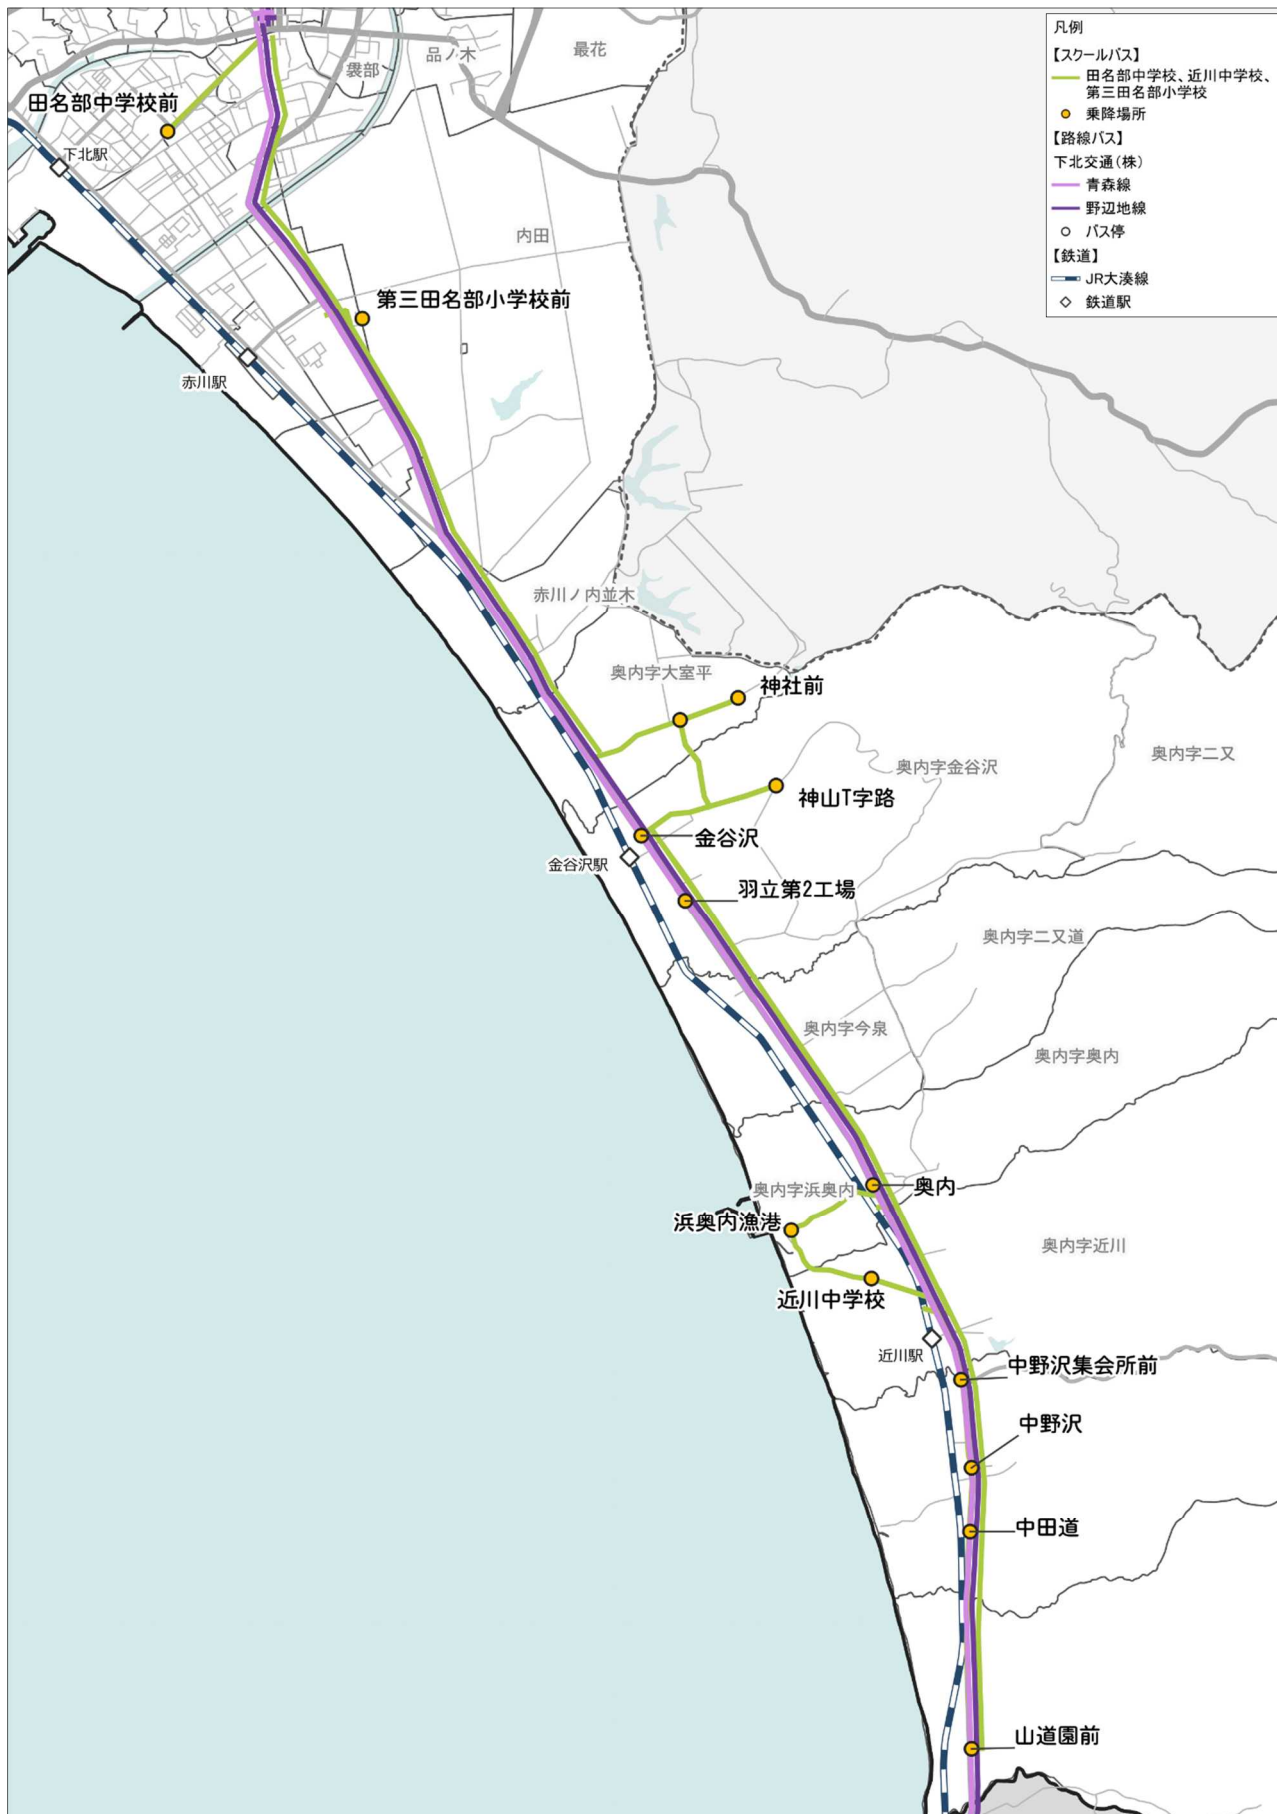 凡例
【スクールバス】
田名部中学校、近川中学校、
第三田名部小学校
乗降場所
【路線バス】
下北交通(株)
青森線
野辺地線
バス停
【鉄道】
JR大湊線
鉄道駅
最花
品ノ木
袰部
田名部中学校前
下北駅
内田
第三田名部小学校前
赤川駅
赤川ノ内並木
奥内字大室平
神社前
奥内字二又
奥内字金谷沢
神山T字路
金谷沢
金谷沢駅
羽立第2工場
奥内字二又道
奥内字今泉
奥内字奥内
奥内
奥内字浜奥内
浜奥内漁港
奥内字近川
近川中学校
近川駅
中野沢集会所前
中野沢
中田道
山道園前